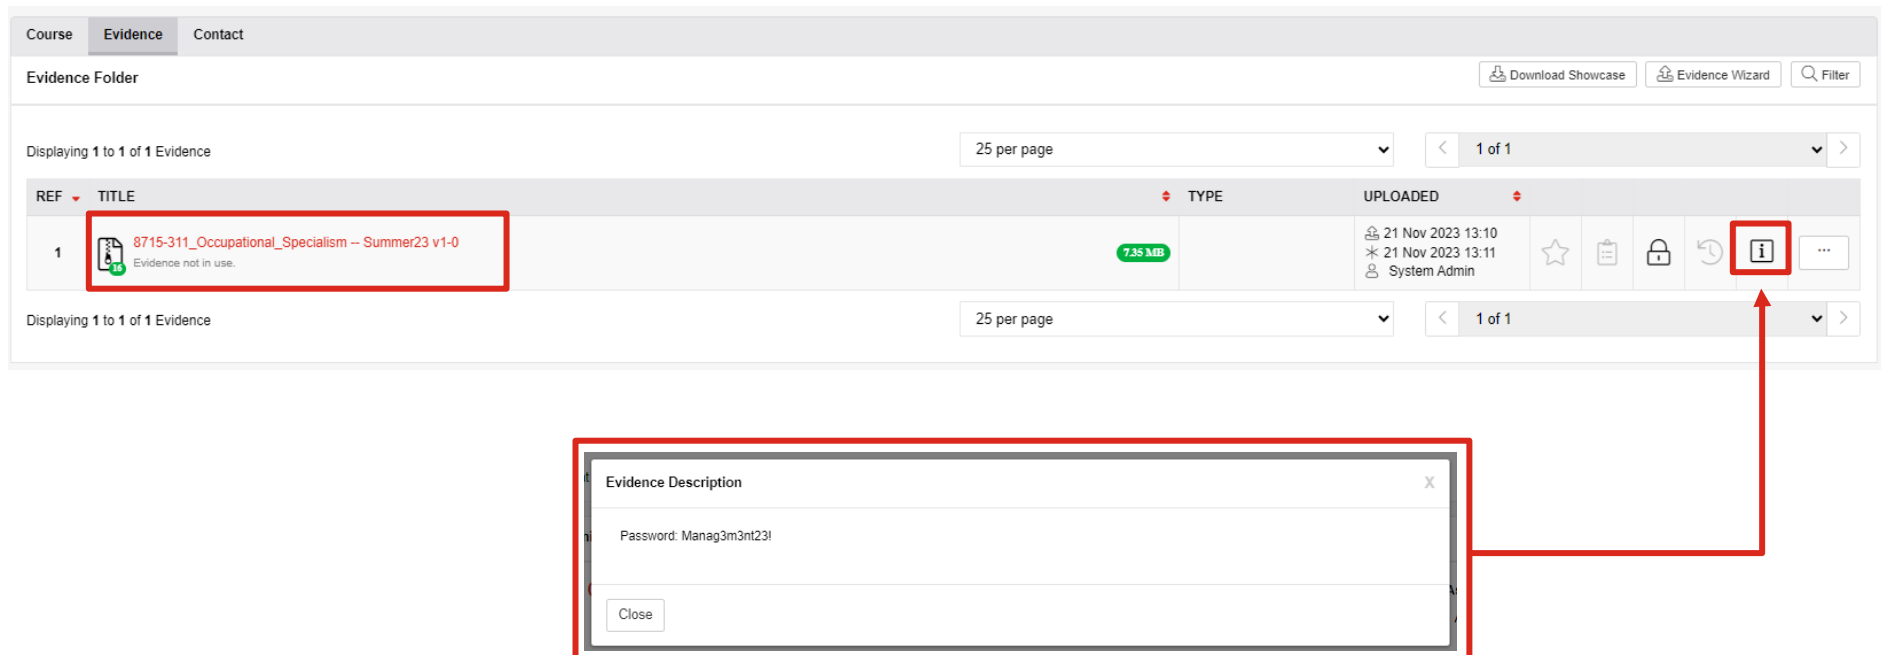 Course Evidence Contact
Evidence Folder Download Showcase Evidence Wizard Filter
Displaying 1 to 1 of 1 Evidence 25 per page 1 of 1
REF TITLE TYPE UPLOADED
1 8715-311_Occupational_Specialism -- Summer23 v1-0 7.35 MB 21 Nov 2023 13:10
16 Evidence not in use. 21 Nov 2023 13:11
System Admin
Displaying 1 to 1 of 1 Evidence 25 per page 1 of 1
Evidence Description X
Password: Manag3m3nt23!
Close